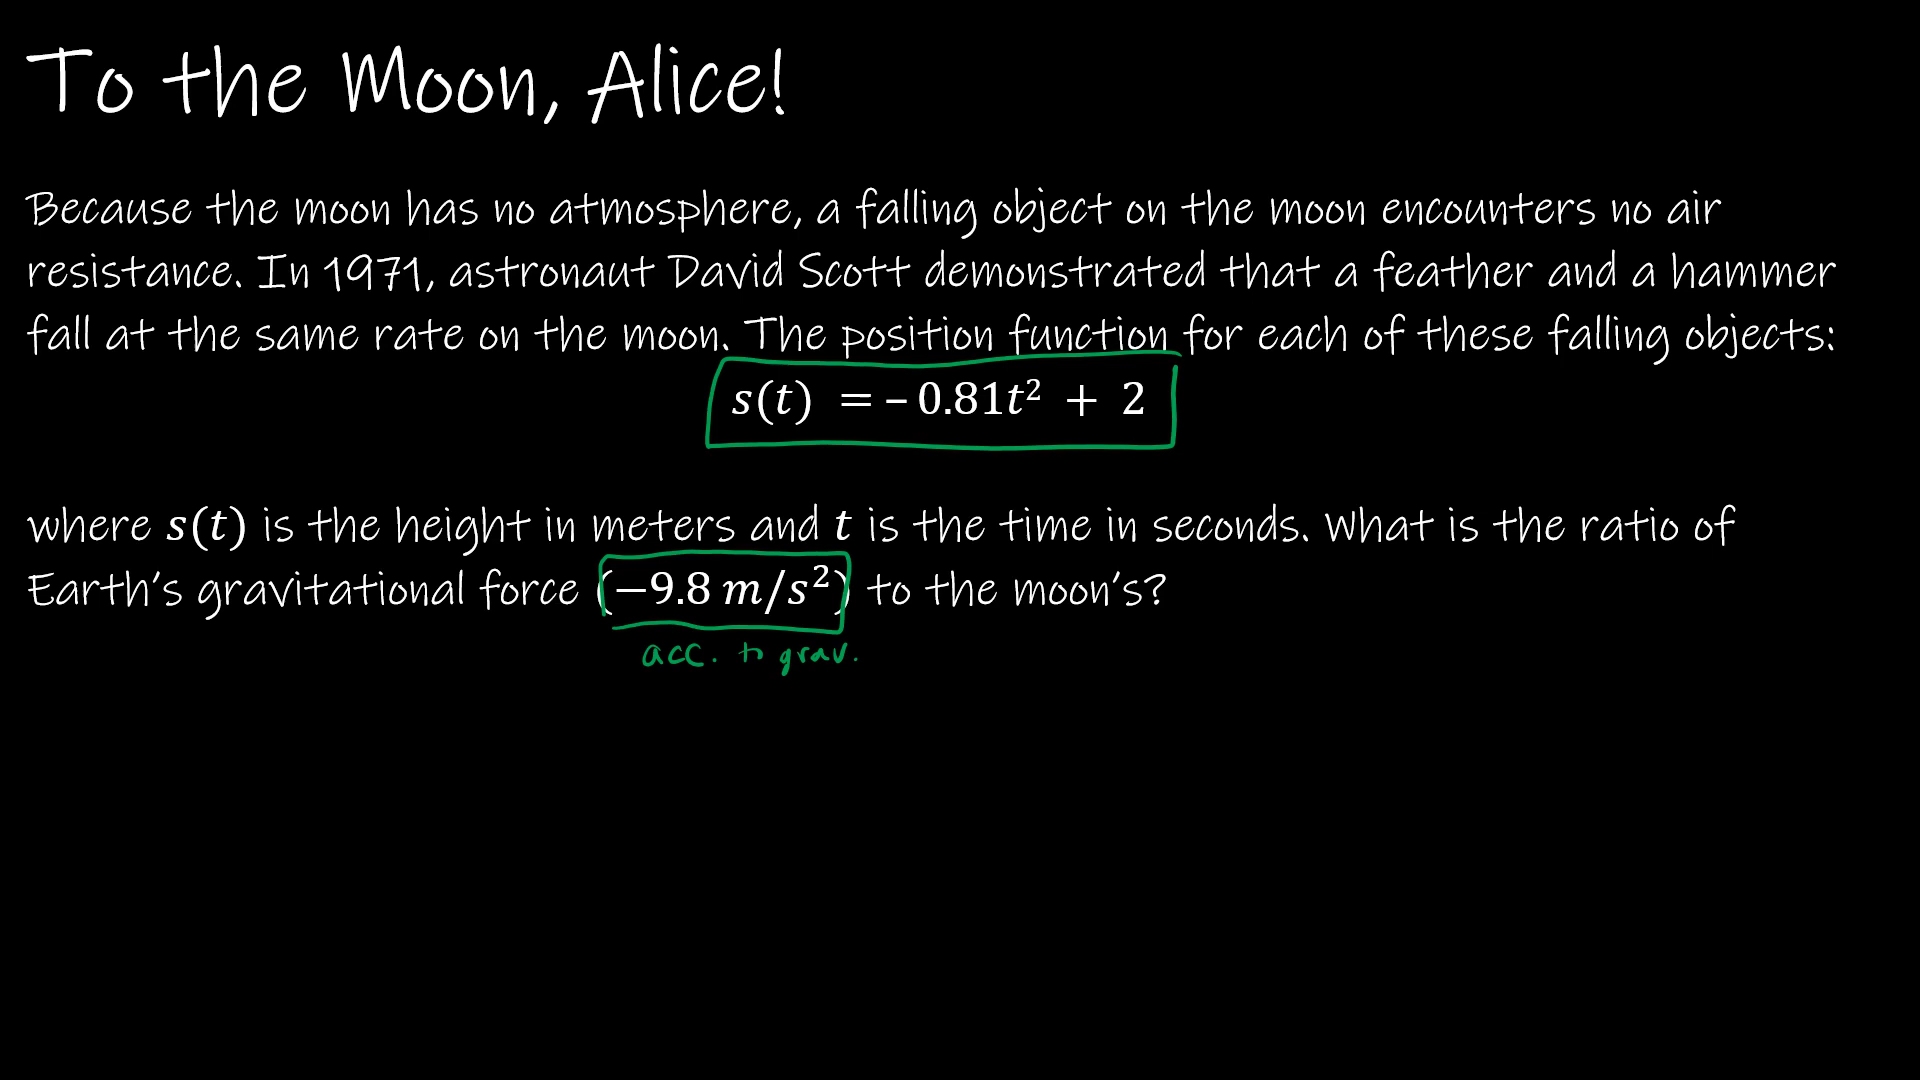 To the Moon, Alice!
Because the moon has no atmosphere, a falling object on the moon encounters no air
resistance. In 1971, astronaut David Scott demonstrated that a feather and a hammer
fall at the same rate on the moon. The position function for each of these falling objects:
s(t) = – 0.81t² + 2
where s(t) is the height in meters and t is the time in seconds. What is the ratio of
Earth's gravitational force (−9.8 m/s²) to the moon's?
acc. to grav.